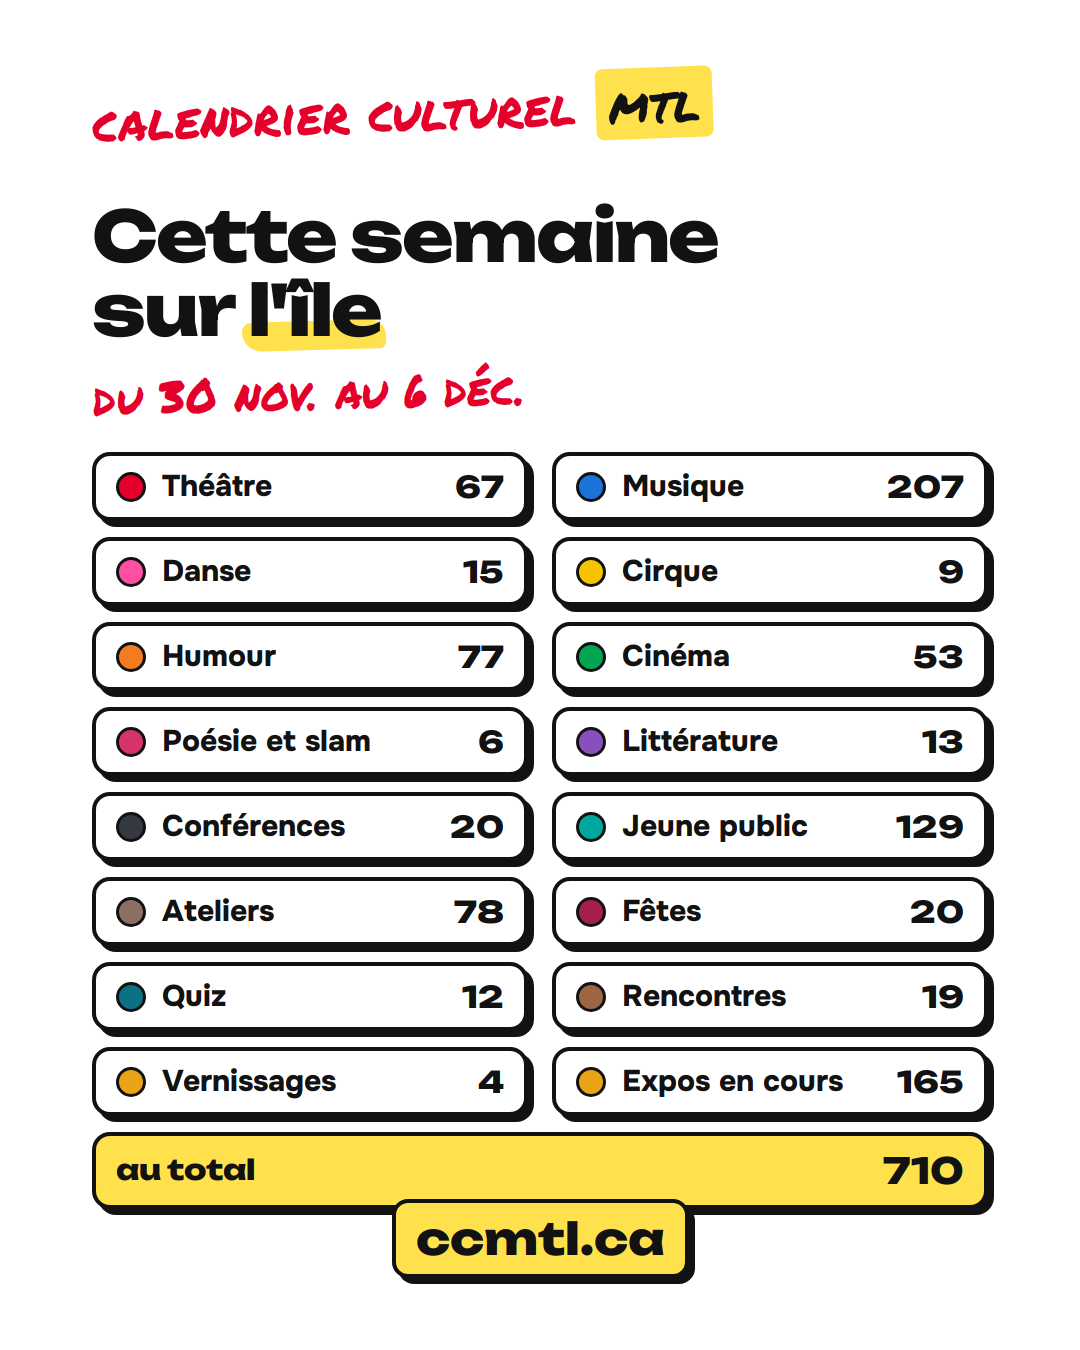 CALENDRIER CULTUREL MTL
Cette semaine
sur l'île
DU 30 NOV. AU 6 DÉC.
Théâtre 67
Musique 207
Danse 15
Cirque 9
Humour 77
Cinéma 53
Poésie et slam 6
Littérature 13
Conférences 20
Jeune public 129
Ateliers 78
Fêtes 20
Quiz 12
Rencontres 19
Vernissages 4
Expos en cours 165
au total 710
ccmtl.ca